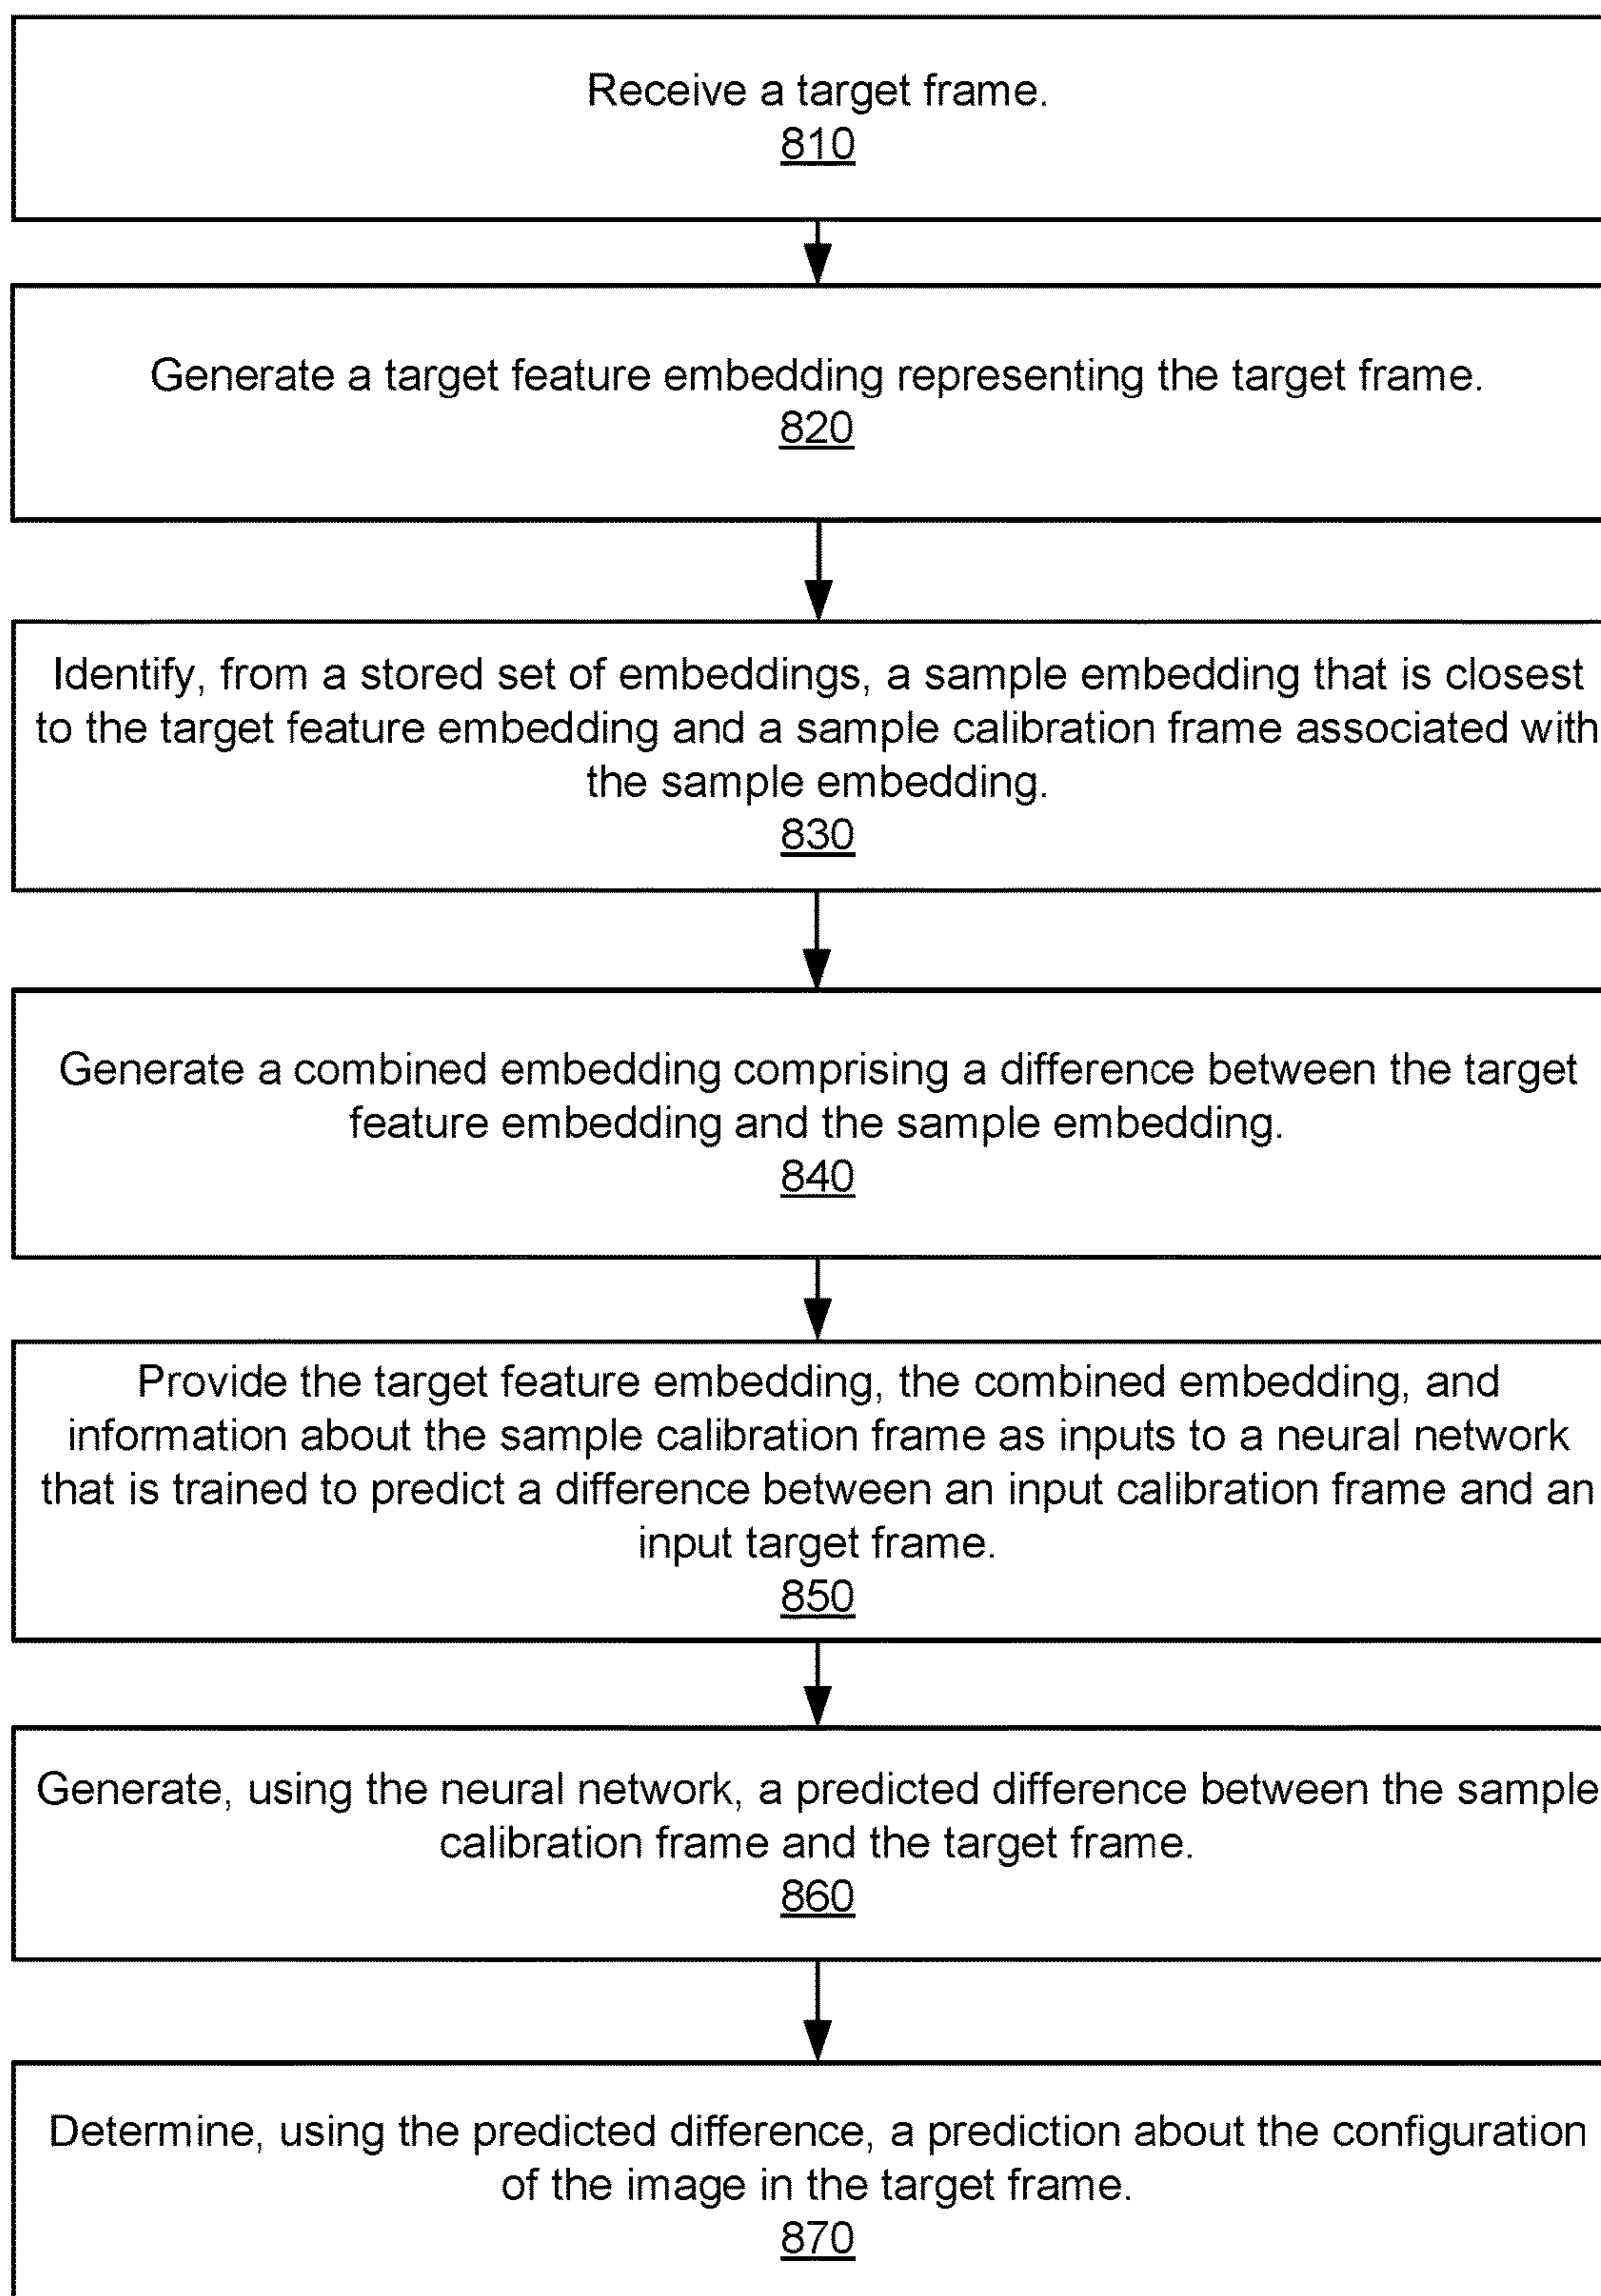 Receive a target frame.
810
Generate a target feature embedding representing the target frame.
820
Identify, from a stored set of embeddings, a sample embedding that is closest
to the target feature embedding and a sample calibration frame associated with
the sample embedding.
830
Generate a combined embedding comprising a difference between the target
feature embedding and the sample embedding.
840
Provide the target feature embedding, the combined embedding, and
information about the sample calibration frame as inputs to a neural network
that is trained to predict a difference between an input calibration frame and an
input target frame.
850
Generate, using the neural network, a predicted difference between the sample
calibration frame and the target frame.
860
Determine, using the predicted difference, a prediction about the configuration
of the image in the target frame.
870